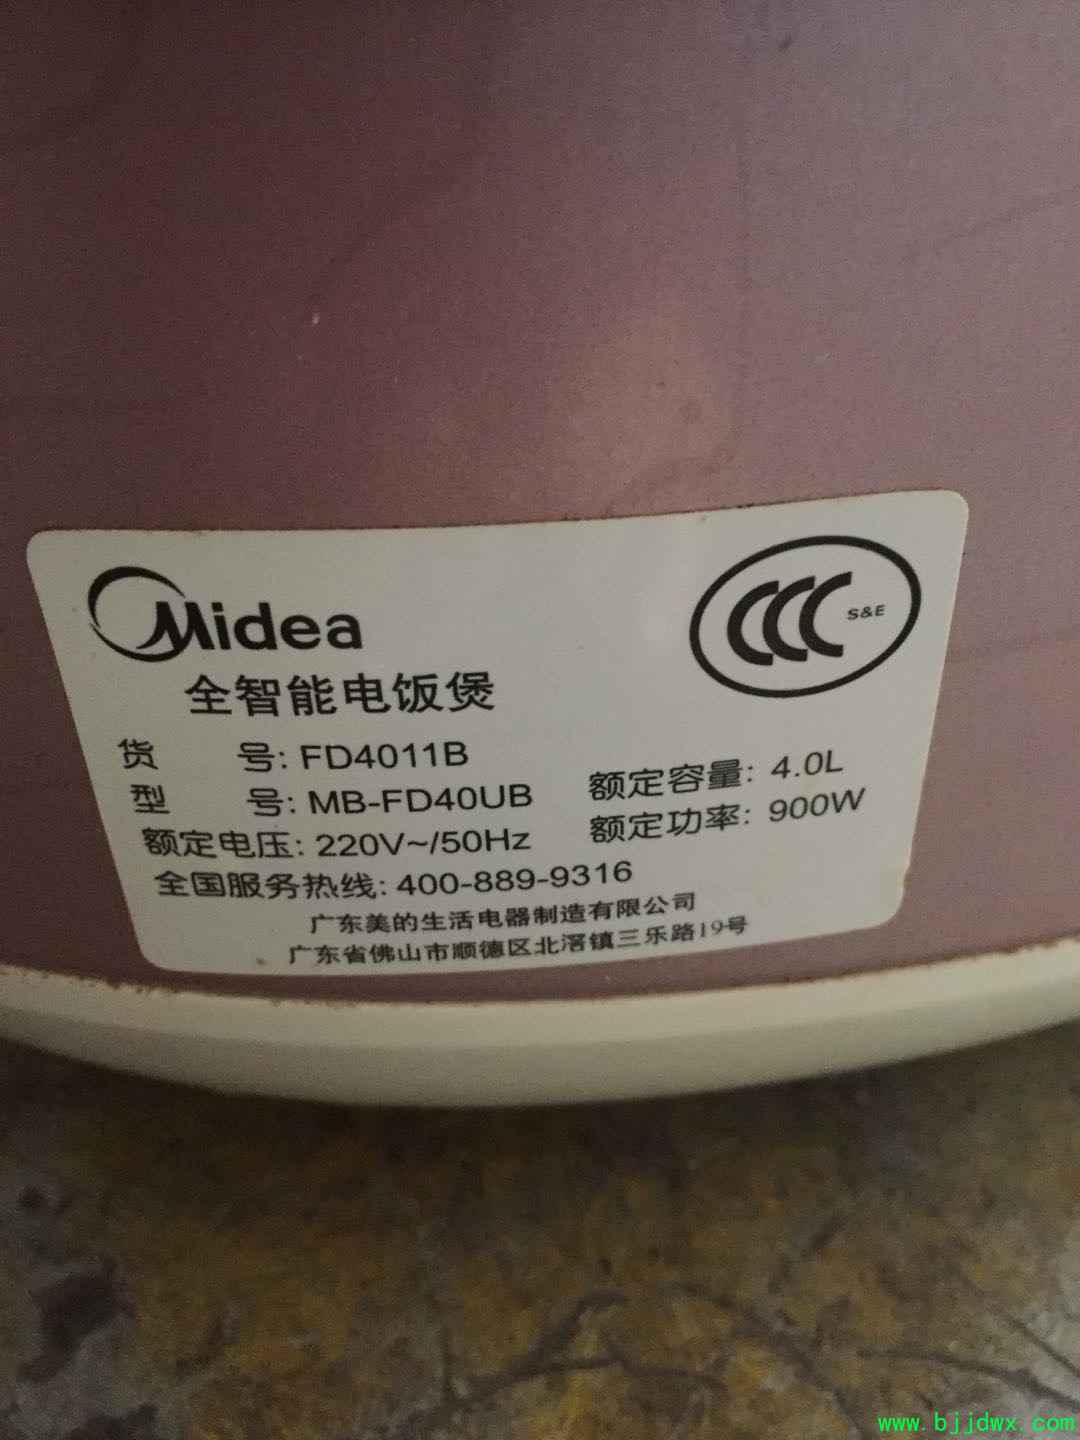 Midea
CCC S&E
全智能电饭煲
货 号: FD4011B
型 号: MB-FD40UB 额定容量: 4.0L
额定电压: 220V~/50Hz 额定功率: 900W
全国服务热线: 400-889-9316
广东美的生活电器制造有限公司
广东省佛山市顺德区北滘镇三乐路19号
www.bjjdwx.com